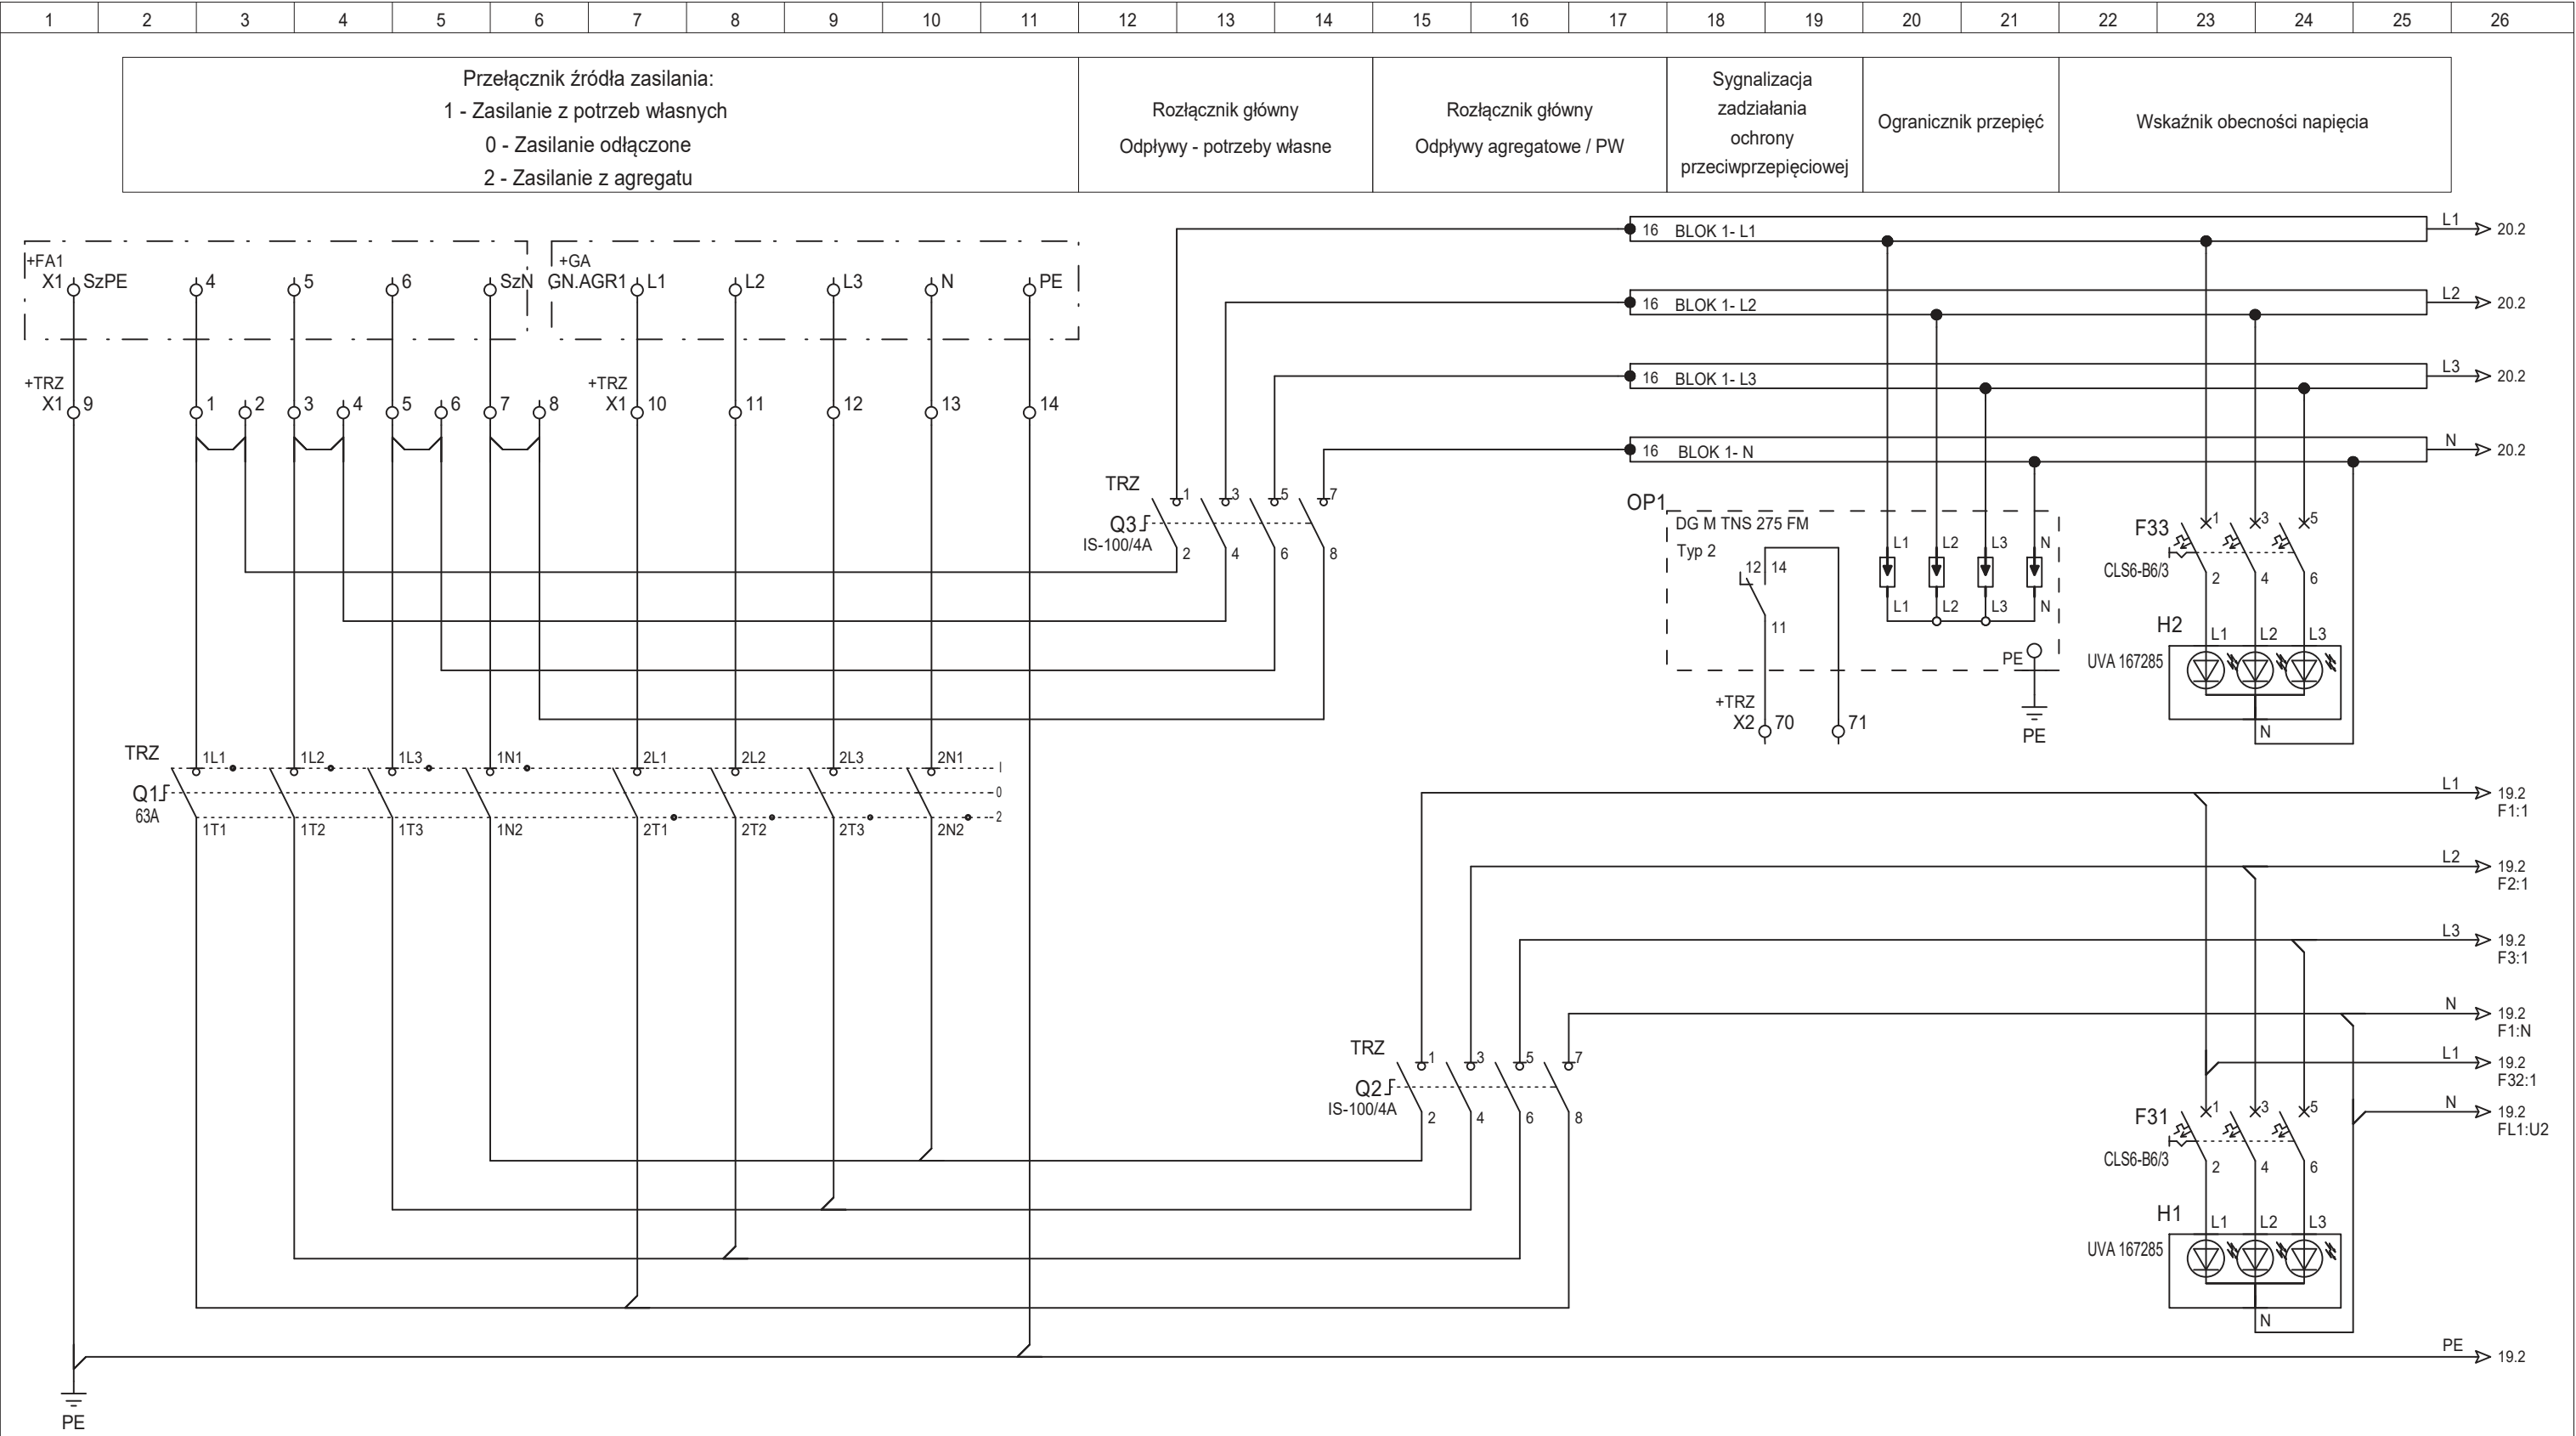 1 2 3 4 5 6 7 8 9 10 11 12 13 14 15 16 17 18 19 20 21 22 23 24 25 26
Przełącznik źródła zasilania:
1 - Zasilanie z potrzeb własnych
0 - Zasilanie odłączone
2 - Zasilanie z agregatu
Rozłącznik główny
Odpływy - potrzeby własne
Rozłącznik główny
Odpływy agregatowe / PW
Sygnalizacja
zadziałania
ochrony
przeciwprzepięciowej
Ogranicznik przepięć
Wskaźnik obecności napięcia
+FA1
X1 SzPE 4 5 6 SzN
+GA
GN.AGR1 L1 L2 L3 N PE
+TRZ
X1 9 1 2 3 4 5 6 7 8
+TRZ
X1 10 11 12 13 14
16 BLOK 1- L1 L1 20.2
16 BLOK 1- L2 L2 20.2
16 BLOK 1- L3 L3 20.2
16 BLOK 1- N N 20.2
TRZ
1 3 5 7
Q3
IS-100/4A
2 4 6 8
OP1
DG M TNS 275 FM
Typ 2
12 14
11
L1 L2 L3 N
L1 L2 L3 N
PE
+TRZ
X2 70 71
PE
F33
1 3 5
CLS6-B6/3
2 4 6
H2
L1 L2 L3
UVA 167285
N
TRZ
1L1 1L2 1L3 1N1 2L1 2L2 2L3 2N1 I
Q1
0
63A
2
1T1 1T2 1T3 1N2 2T1 2T2 2T3 2N2
L1 19.2
F1:1
L2 19.2
F2:1
L3 19.2
F3:1
N 19.2
F1:N
L1 19.2
F32:1
N 19.2
FL1:U2
TRZ
1 3 5 7
Q2
IS-100/4A
2 4 6 8
F31
1 3 5
CLS6-B6/3
2 4 6
H1
L1 L2 L3
UVA 167285
N
PE 19.2
PE